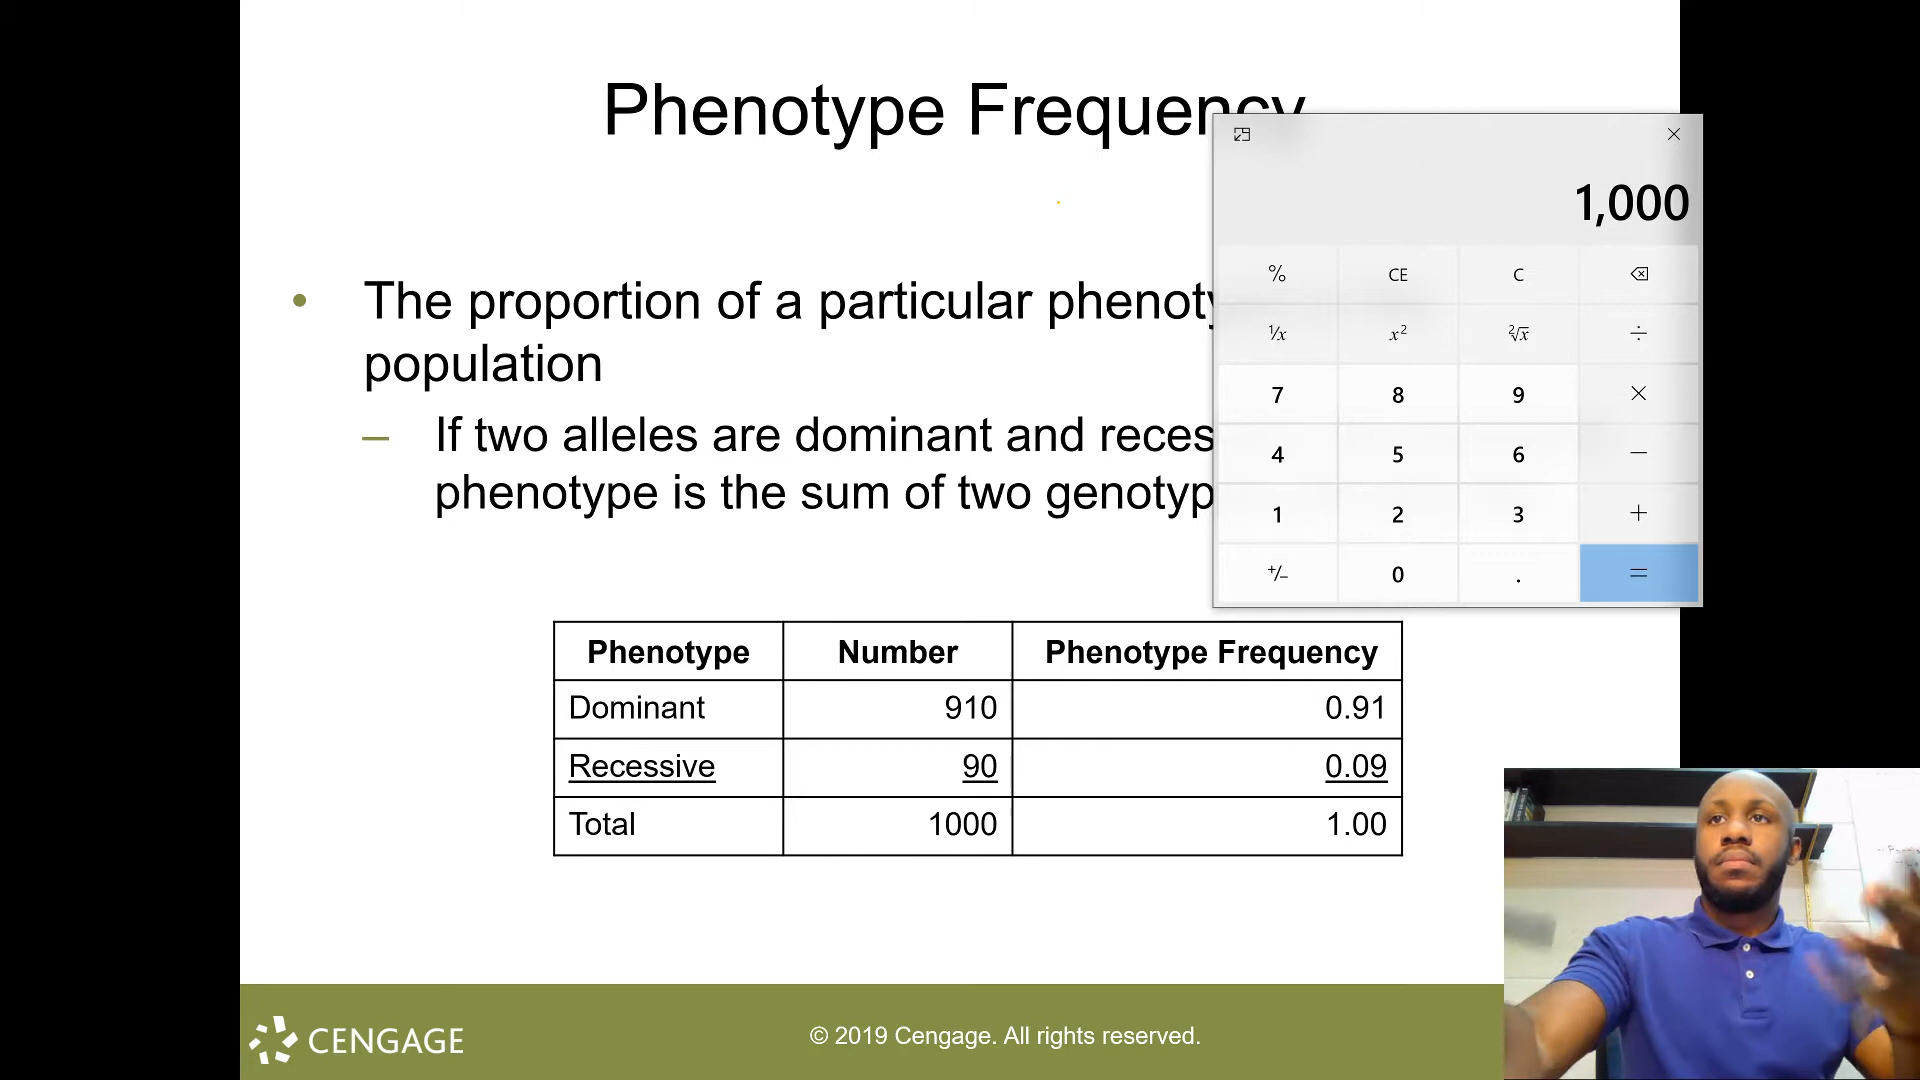 Phenotype Frequency
• The proportion of a particular phenoty
population
– If two alleles are dominant and reces
phenotype is the sum of two genotyp
1,000
% CE C
1/x x² ²√x ÷
7 8 9 ×
4 5 6 −
1 2 3 +
+/− 0 . =
Phenotype Number Phenotype Frequency
Dominant 910 0.91
Recessive 90 0.09
Total 1000 1.00
CENGAGE
© 2019 Cengage. All rights reserved.